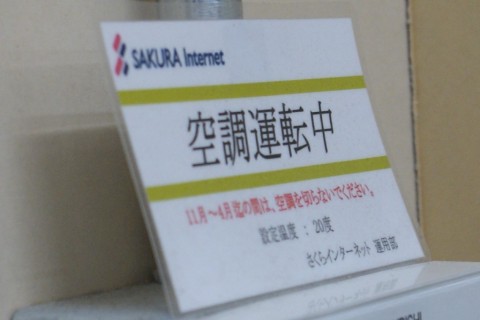 SAKURA Internet
空調運転中
11月～4月迄の間は、空調を切らないでください。
設定温度 : 20度
さくらインターネット 運用部